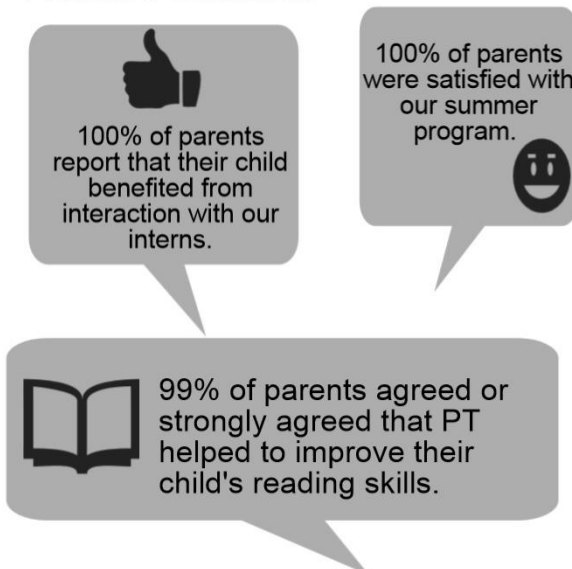 100% of parents
report that their child
benefited from
interaction with our
interns.
100% of parents
were satisfied with
our summer
program.
99% of parents agreed or
strongly agreed that PT
helped to improve their
child's reading skills.